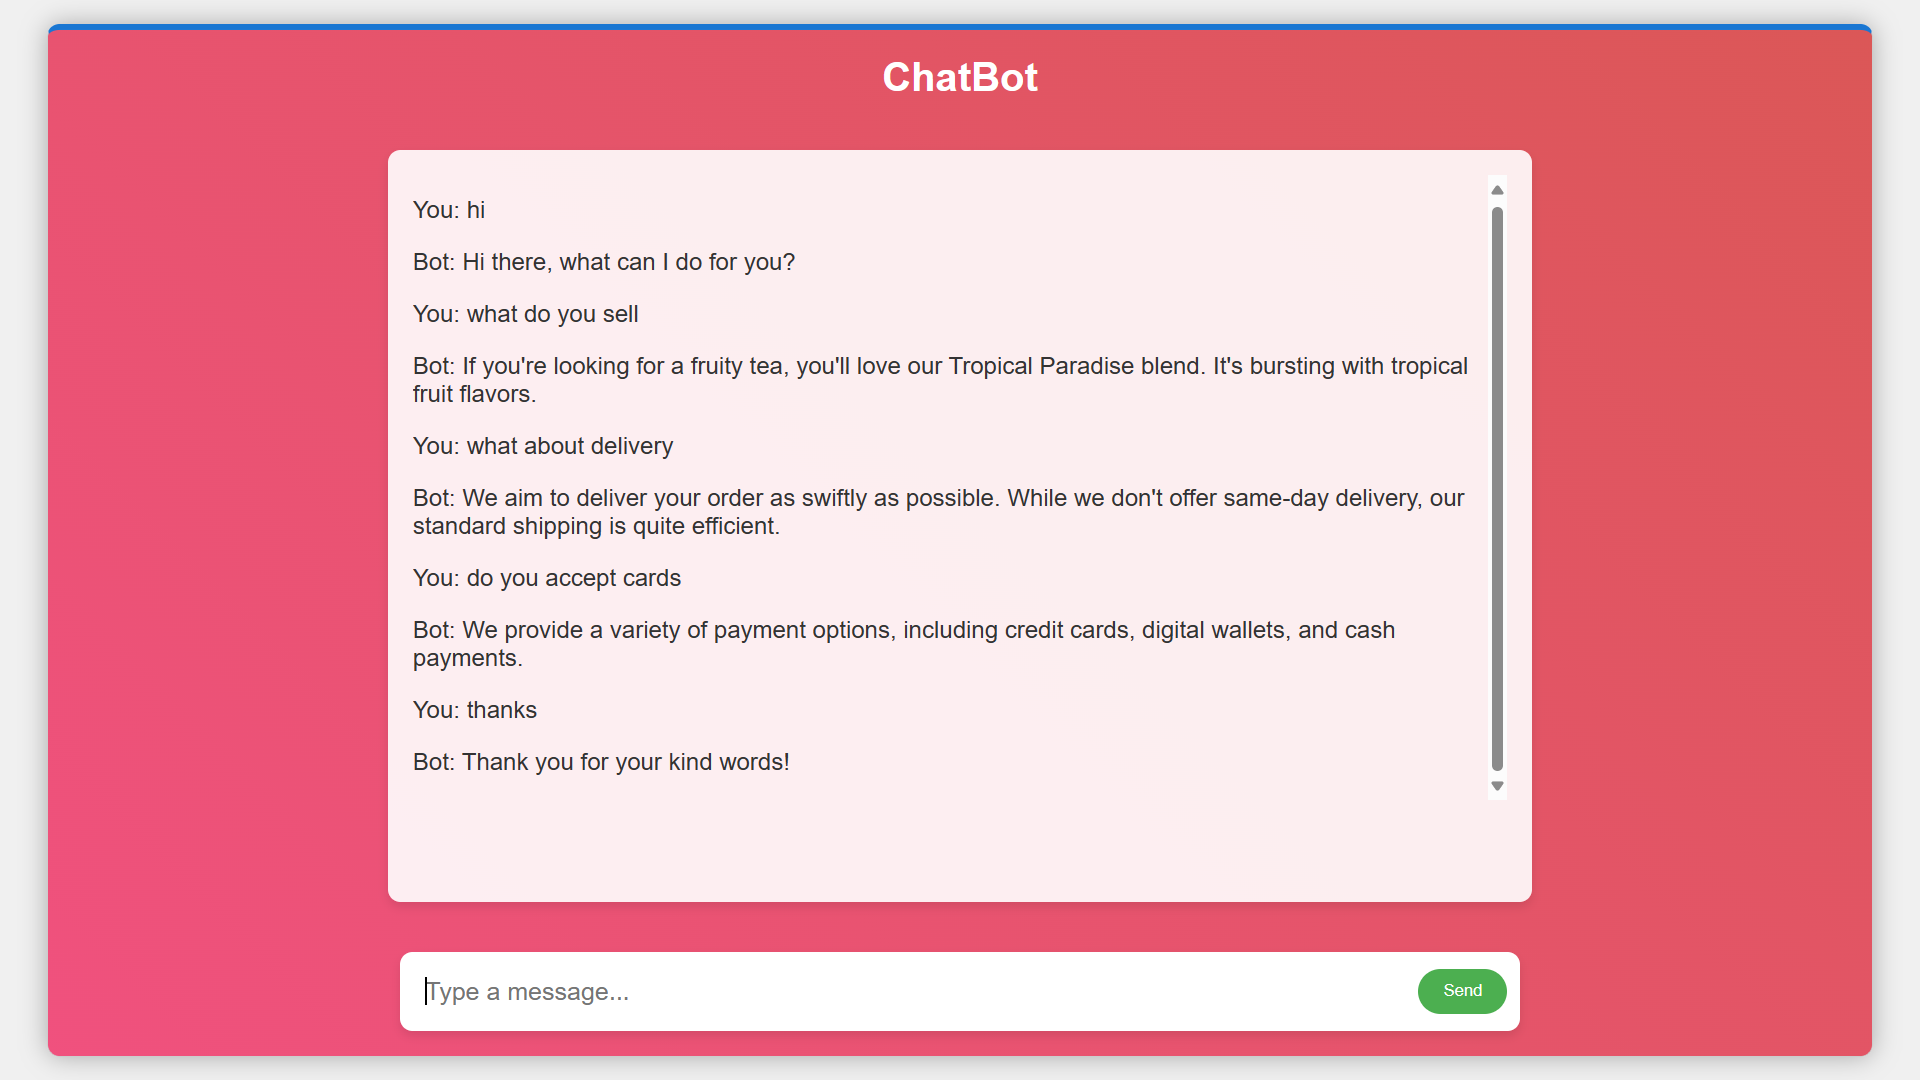 ChatBot
You: hi
Bot: Hi there, what can I do for you?
You: what do you sell
Bot: If you're looking for a fruity tea, you'll love our Tropical Paradise blend. It's bursting with tropical
fruit flavors.
You: what about delivery
Bot: We aim to deliver your order as swiftly as possible. While we don't offer same-day delivery, our
standard shipping is quite efficient.
You: do you accept cards
Bot: We provide a variety of payment options, including credit cards, digital wallets, and cash
payments.
You: thanks
Bot: Thank you for your kind words!
Type a message...
Send